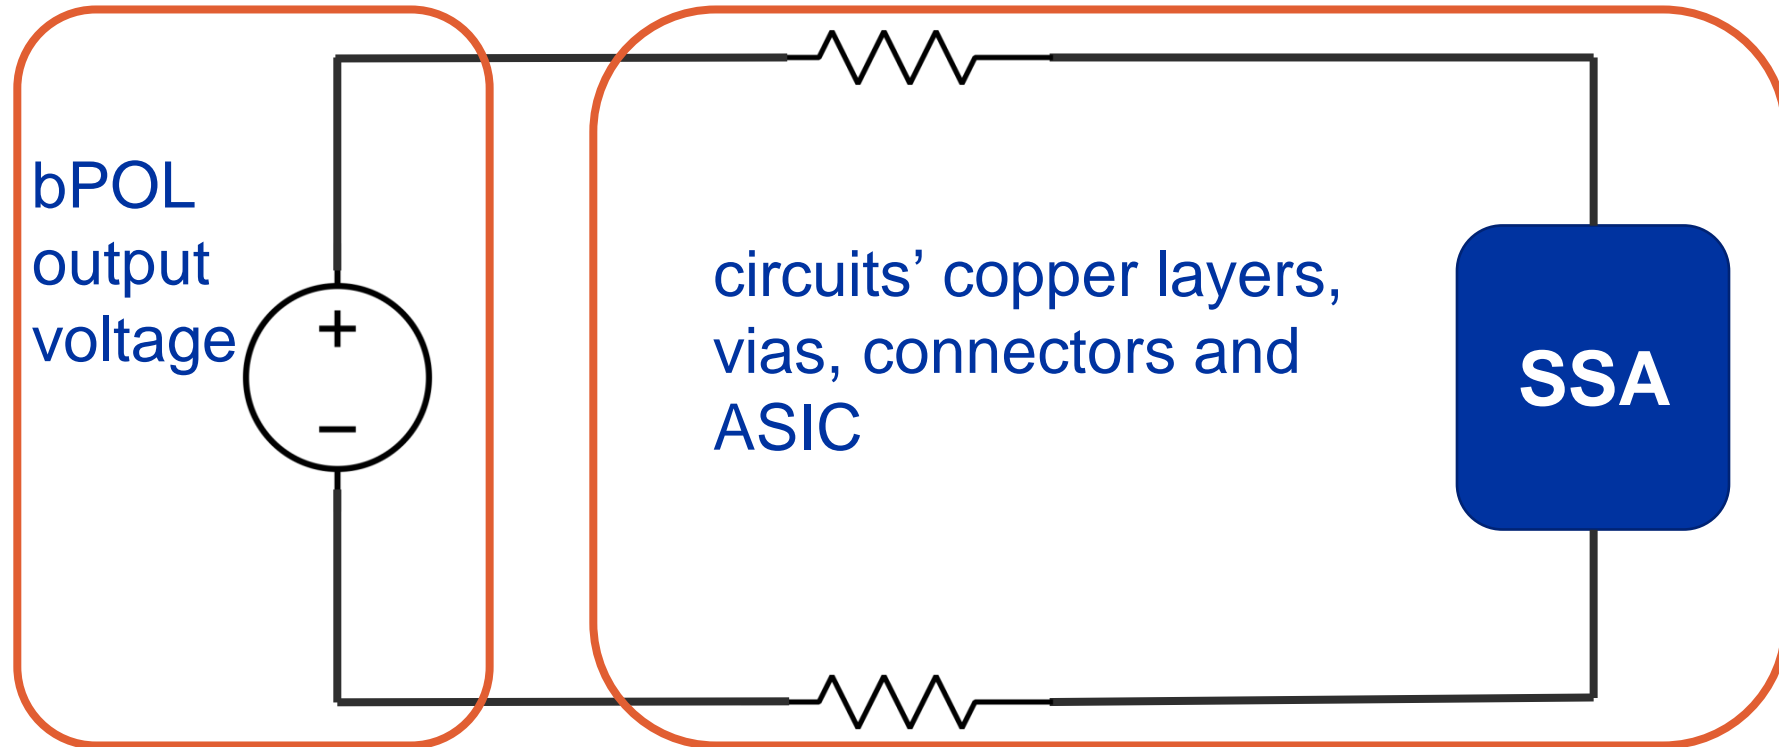 bPOL
output
voltage
+
−
circuits’ copper layers,
vias, connectors and
ASIC
SSA